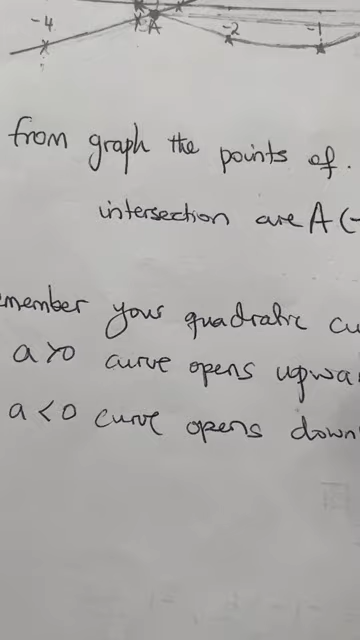 -4 A -2 -1
from graph the points of.
intersection are A (-
member your quadratic cu
a>0 curve opens upwa
a<0 curve opens down